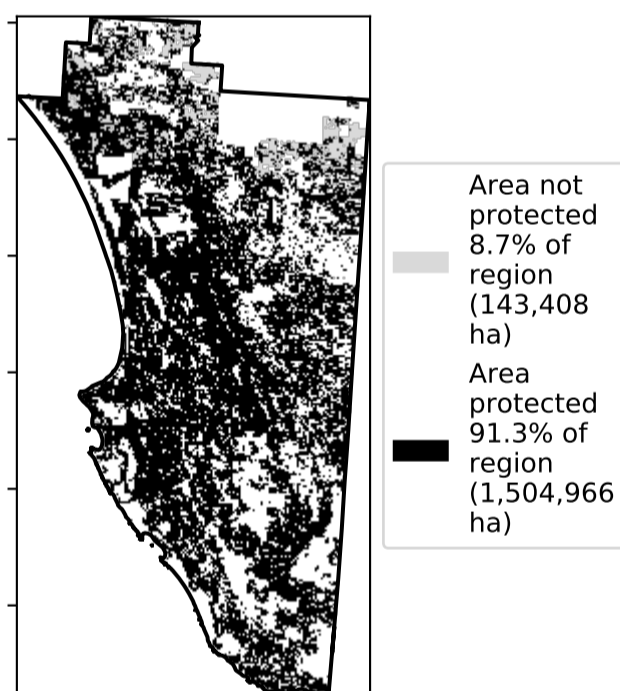 Area not
protected
8.7% of
region
(143,408
ha)
Area
protected
91.3% of
region
(1,504,966
ha)